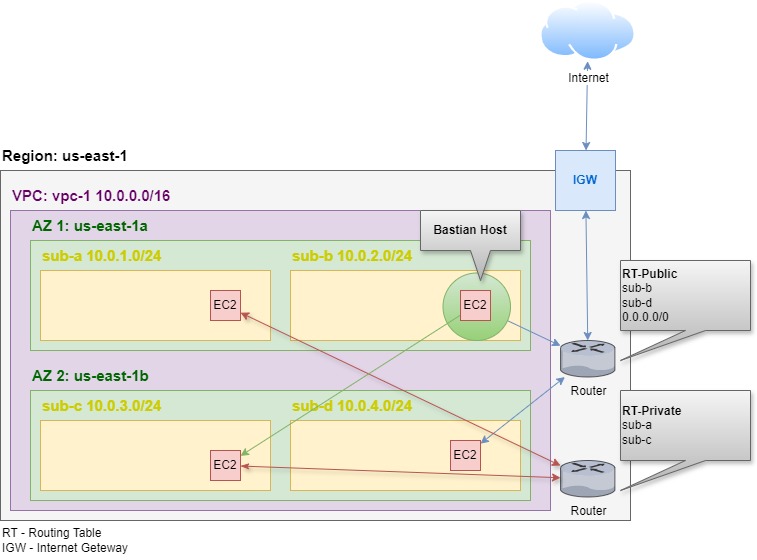 Internet
Region: us-east-1
IGW
VPC: vpc-1 10.0.0.0/16
AZ 1: us-east-1a
Bastian Host
sub-a 10.0.1.0/24
sub-b 10.0.2.0/24
EC2
EC2
RT-Public
sub-b
sub-d
0.0.0.0/0
Router
AZ 2: us-east-1b
sub-c 10.0.3.0/24
sub-d 10.0.4.0/24
EC2
EC2
RT-Private
sub-a
sub-c
Router
RT - Routing Table
IGW - Internet Geteway